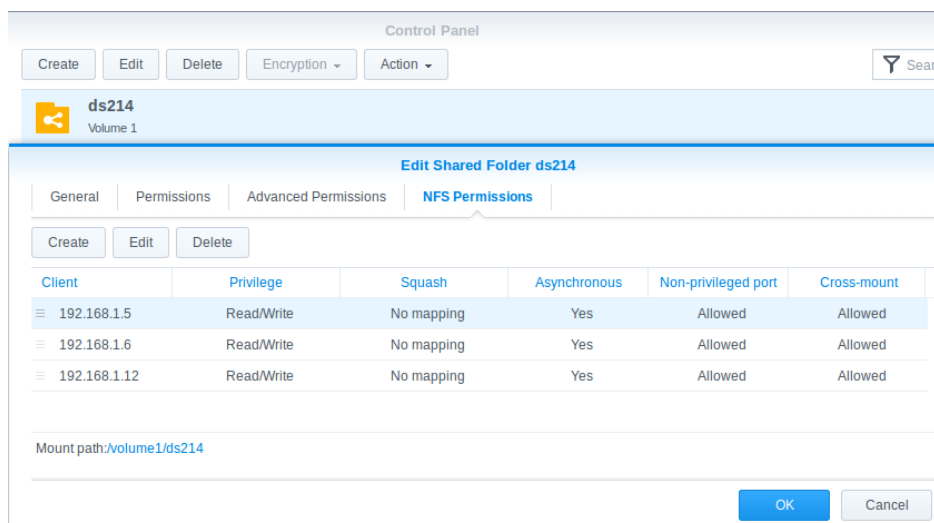 Control Panel
Create Edit Delete Encryption Action
ds214
Volume 1
Edit Shared Folder ds214
General Permissions Advanced Permissions NFS Permissions
Create Edit Delete
Client Privilege Squash Asynchronous Non-privileged port Cross-mount
192.168.1.5 Read/Write No mapping Yes Allowed Allowed
192.168.1.6 Read/Write No mapping Yes Allowed Allowed
192.168.1.12 Read/Write No mapping Yes Allowed Allowed
Mount path:/volume1/ds214
OK Cancel